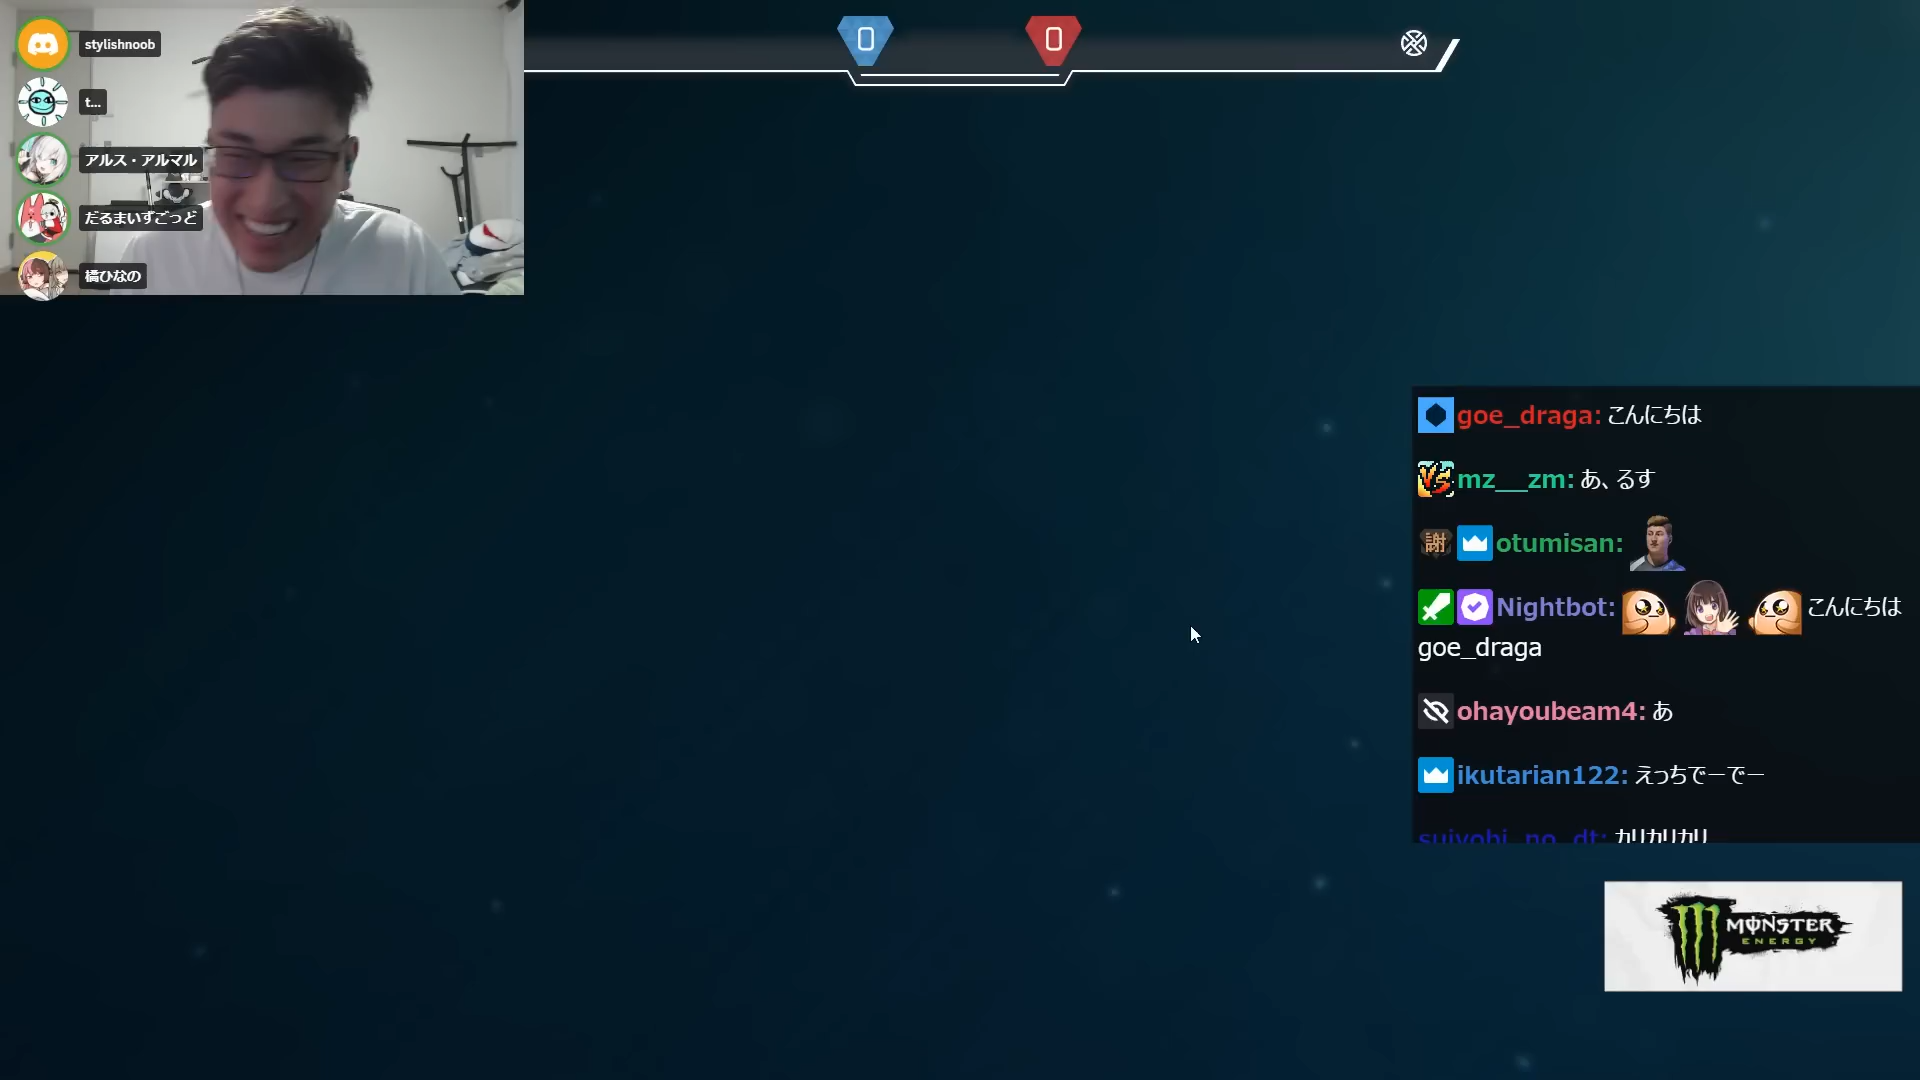 stylishnoob
t...
アルス・アルマル
だるまいずごっど
橘ひなの
0
0
goe_draga: こんにちは
mz__zm: あ、るす
謝 otumisan:
Nightbot: こんにちは
goe_draga
ohayoubeam4: あ
ikutarian122: えっちでーでー
suiyobi_no_dt: カリカリカリ
MONSTER
ENERGY